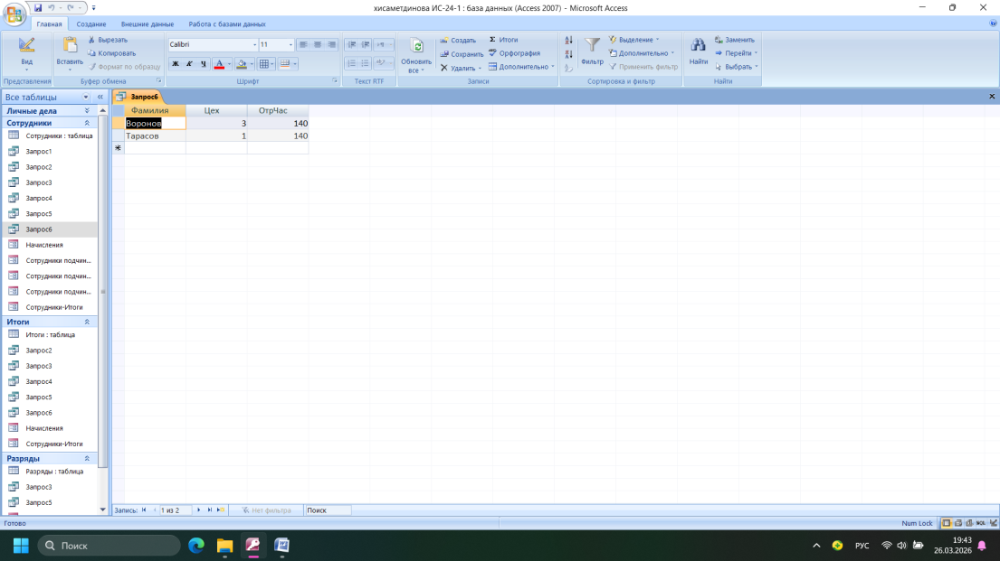 хисаметдинова ИС-24-1 : база данных (Access 2007) - Microsoft Access
Главная Создание Внешние данные Работа с базами данных
Вид
Представления
Вставить
Вырезать
Копировать
Формат по образцу
Буфер обмена
Calibri 11
Ж К Ч А
Шрифт
Текст RTF
Обновить все
Создать
Сохранить
Удалить
Итоги
Орфография
Дополнительно
Записи
Фильтр
Выделение
Дополнительно
Применить фильтр
Сортировка и фильтр
Найти
Заменить
Перейти
Выбрать
Найти
Все таблицы
Личные дела
Сотрудники
Сотрудники : таблица
Запрос1
Запрос2
Запрос3
Запрос4
Запрос5
Запрос6
Начисления
Сотрудники подчин...
Сотрудники подчин...
Сотрудники подчин...
Сотрудники-Итоги
Итоги
Итоги : таблица
Запрос2
Запрос3
Запрос4
Запрос5
Запрос6
Начисления
Сотрудники-Итоги
Разряды
Разряды : таблица
Запрос3
Запрос5
Запрос6
Фамилия Цех ОтрЧас
Воронов 3 140
Тарасов 1 140
Запись: 1 из 2 Нет фильтра Поиск
Готово
Num Lock
SQL
Поиск
РУС
19:43
26.03.2026